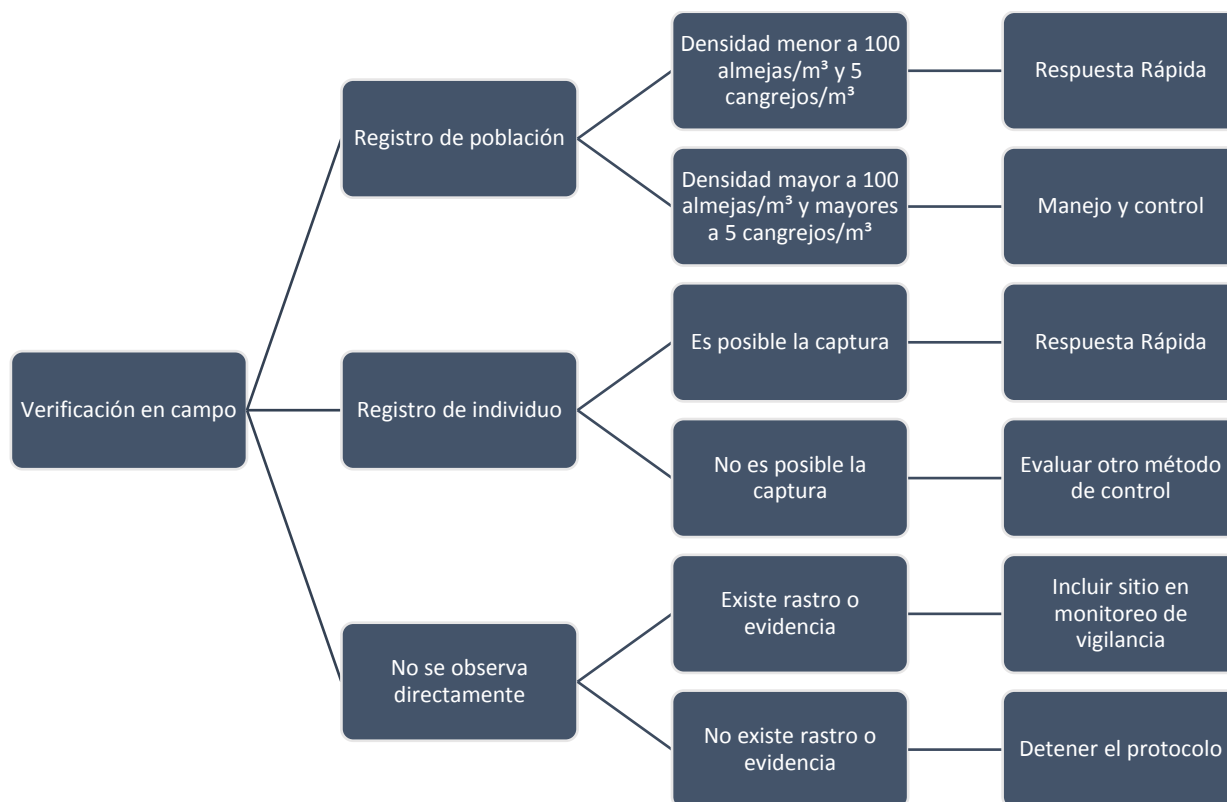 Verificación en campo
Registro de población
Densidad menor a 100
almejas/m³ y 5
cangrejos/m³
Respuesta Rápida
Densidad mayor a 100
almejas/m³ y mayores
a 5 cangrejos/m³
Manejo y control
Registro de individuo
Es posible la captura
Respuesta Rápida
No es posible la
captura
Evaluar otro método
de control
No se observa
directamente
Existe rastro o
evidencia
Incluir sitio en
monitoreo de
vigilancia
No existe rastro o
evidencia
Detener el protocolo